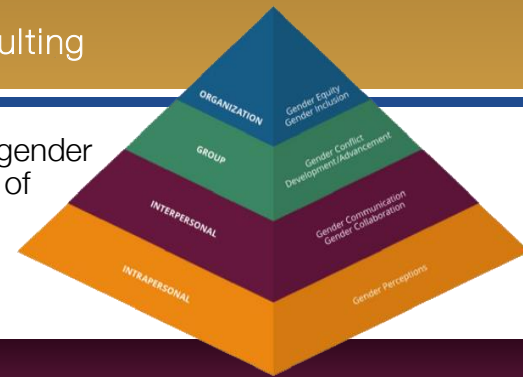 ulting
gender
of
ORGANIZATION
Gender Equity
Gender Inclusion
GROUP
Gender Conflict
Development/Advancement
INTERPERSONAL
Gender Communication
Gender Collaboration
INTRAPERSONAL
Gender Perceptions